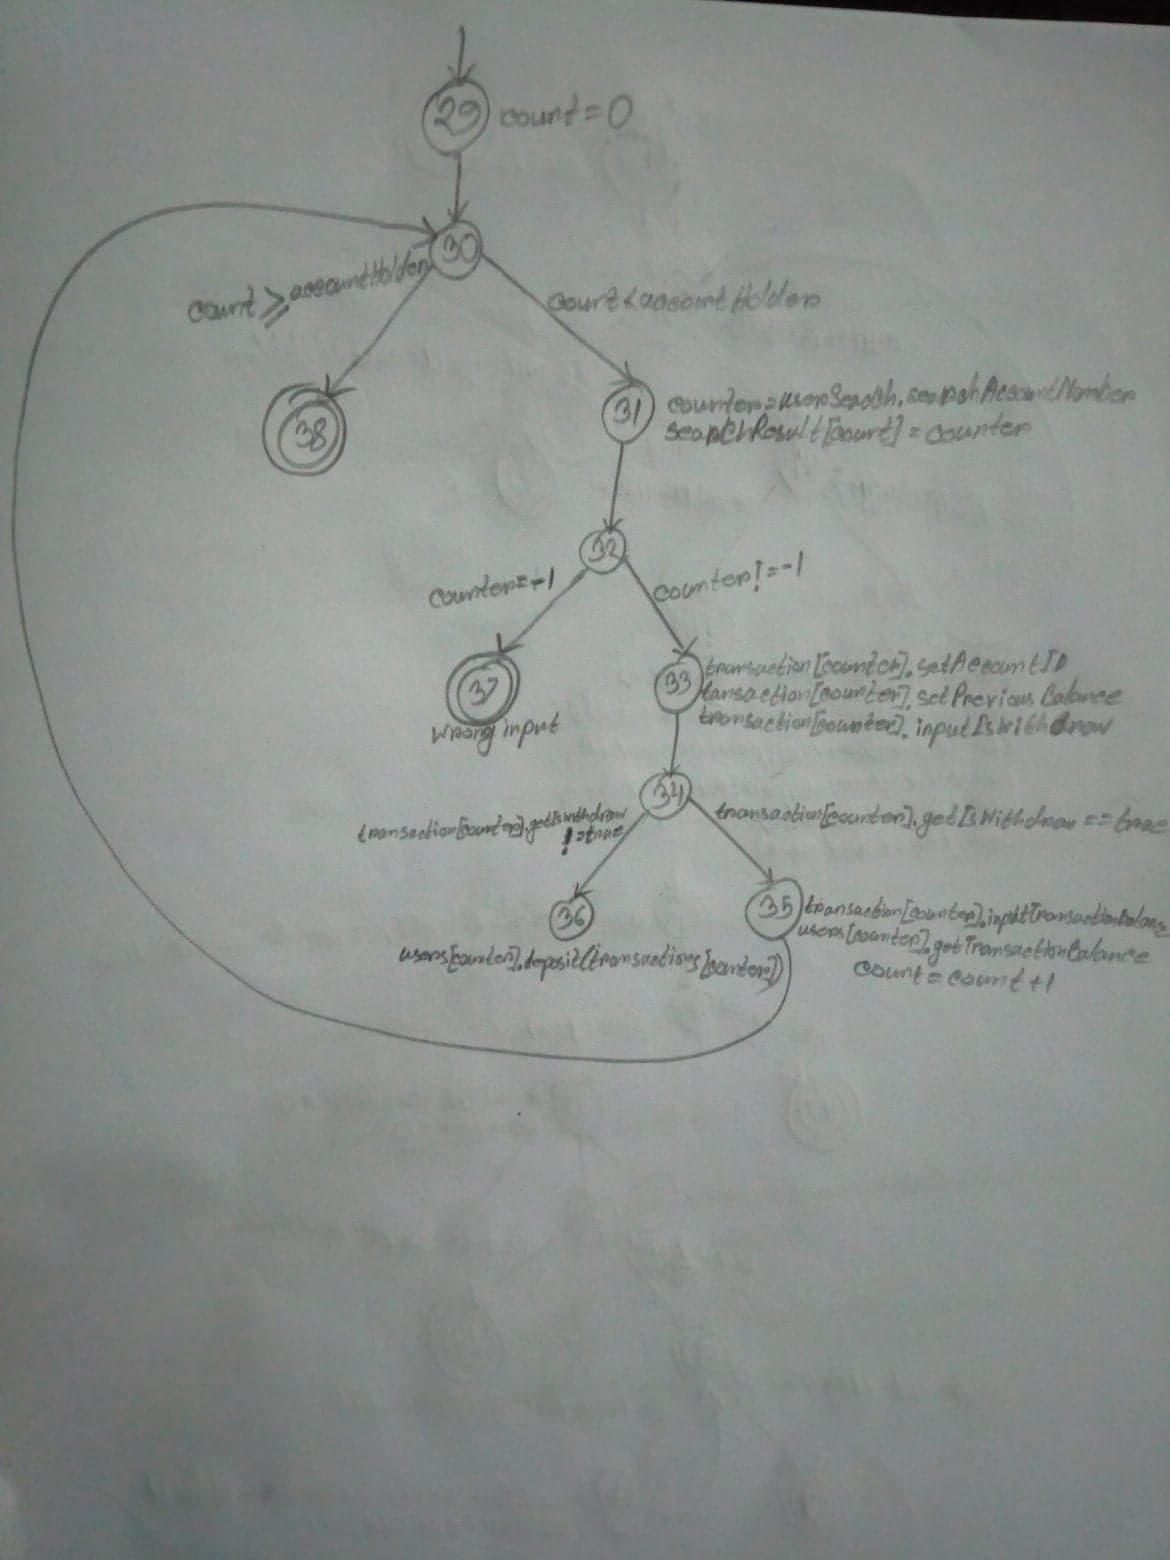 29 count=0
30
count ≥ accountHolder
count < accountHolder
38
31 counter = userSearch.searchAccountNumber
searchResult[count] = counter
32
counter=-1
counter!=-1
37
wrong input
33 transaction[counter].setAccountID
transaction[counter].setPreviousBalance
transaction[counter].inputIsWithdraw
34
transaction[counter].getIsWithdraw
!=true
transaction[counter].getIsWithdraw == true
36
users[counter].deposit(transactions[counter])
35 transaction[counter].inputTransactionBalance
users[counter].getTransactionBalance
count = count +1